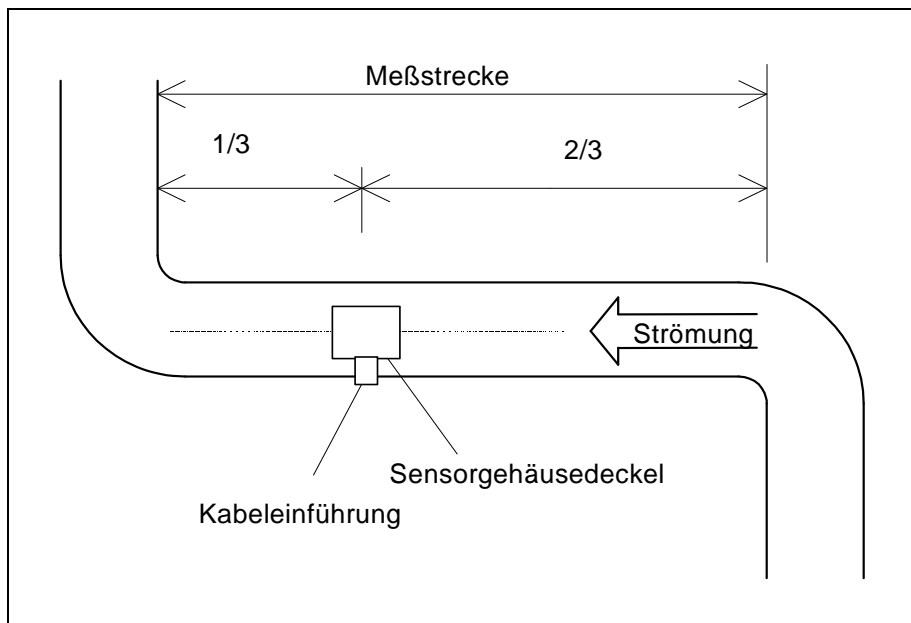 Meßstrecke
1/3
2/3
Strömung
Sensorgehäusedeckel
Kabeleinführung